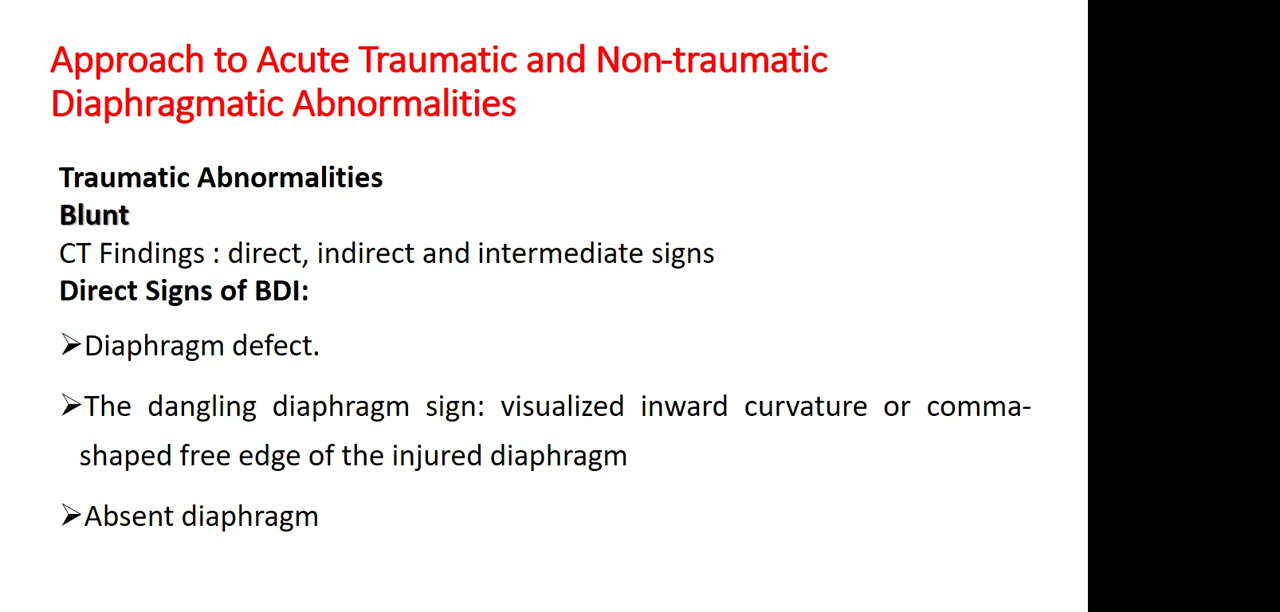 Approach to Acute Traumatic and Non-traumatic
Diaphragmatic Abnormalities
Traumatic Abnormalities
Blunt
CT Findings : direct, indirect and intermediate signs
Direct Signs of BDI:
➢Diaphragm defect.
➢The dangling diaphragm sign: visualized inward curvature or comma-
shaped free edge of the injured diaphragm
➢Absent diaphragm